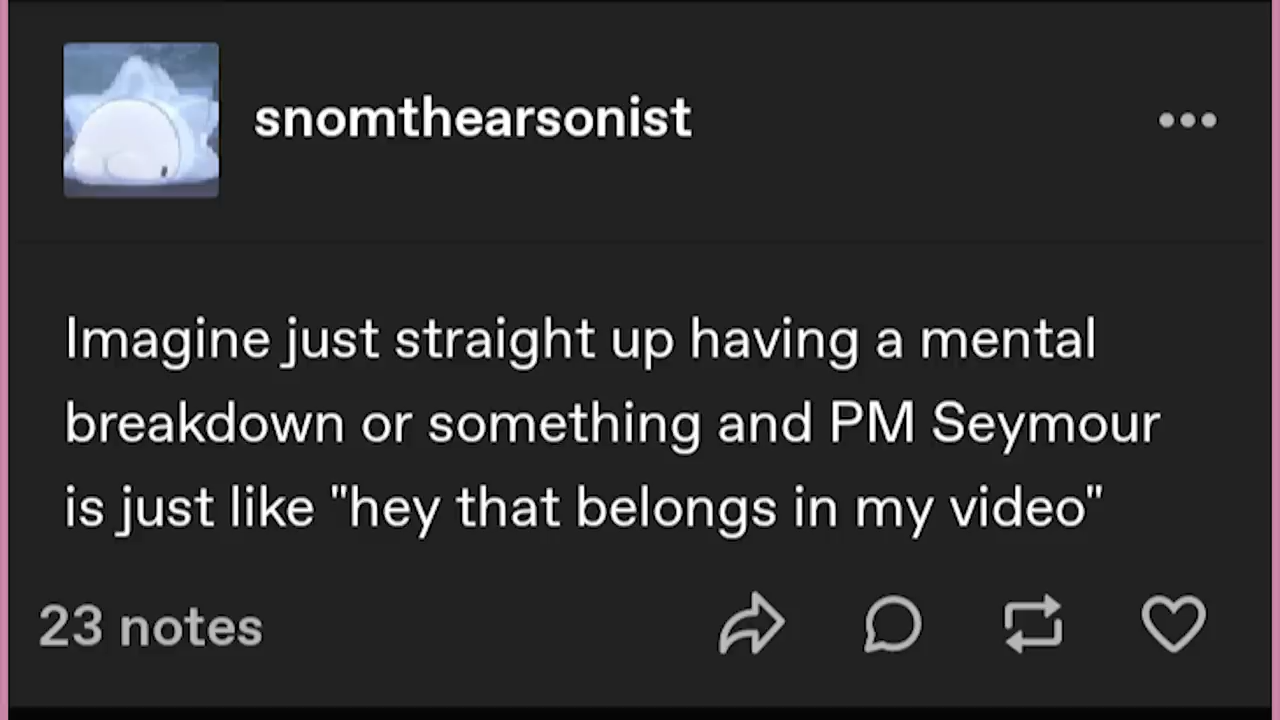 snomthearsonist
Imagine just straight up having a mental
breakdown or something and PM Seymour
is just like "hey that belongs in my video"
23 notes